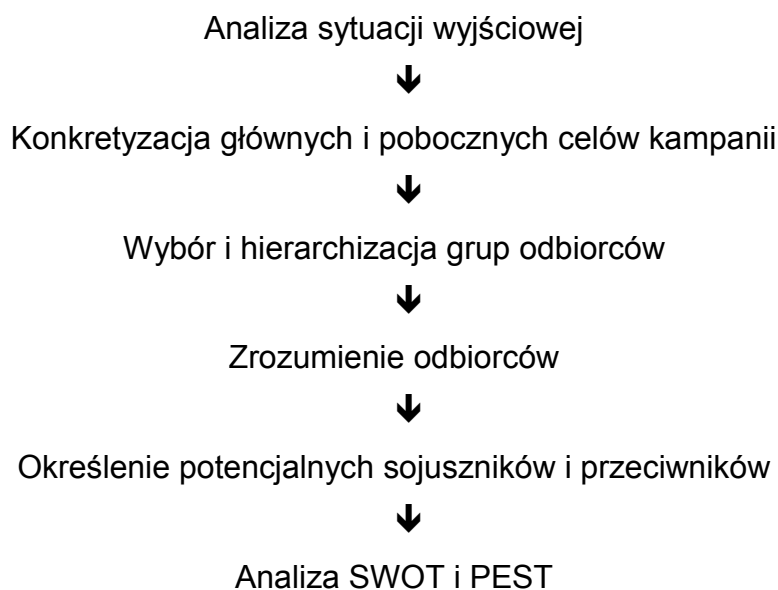 Analiza sytuacji wyjściowej
Konkretyzacja głównych i pobocznych celów kampanii
Wybór i hierarchizacja grup odbiorców
Zrozumienie odbiorców
Określenie potencjalnych sojuszników i przeciwników
Analiza SWOT i PEST